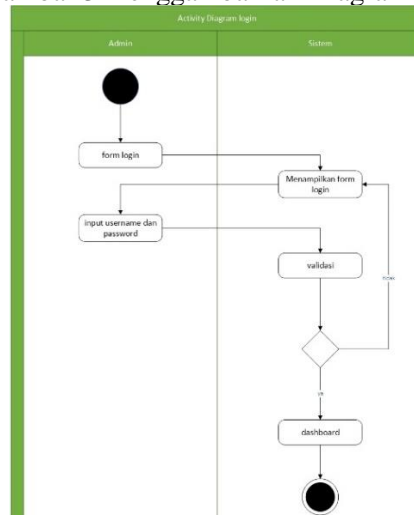 Activity Diagram login
Admin
Sistem
form login
Menampilkan form
login
input username dan
password
validasi
dashboard